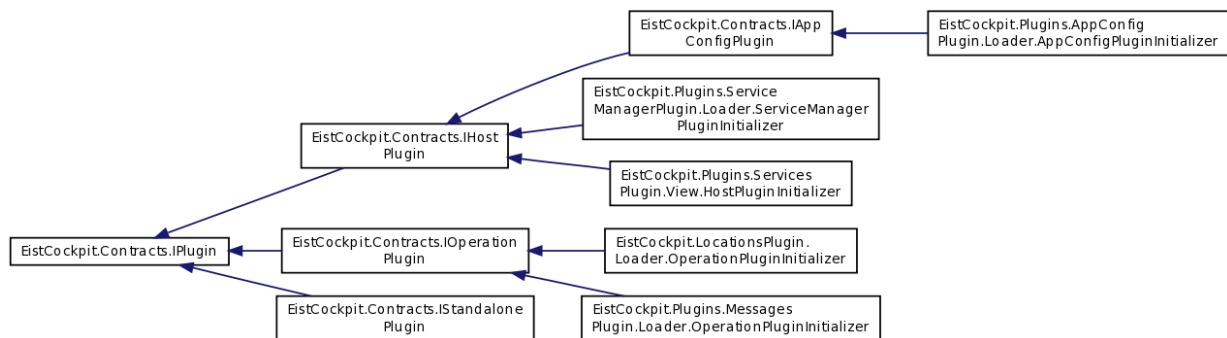 EistCockpit.Contracts.IApp
ConfigPlugin
EistCockpit.Plugins.AppConfig
Plugin.Loader.AppConfigPluginInitializer
EistCockpit.Plugins.Service
ManagerPlugin.Loader.ServiceManager
PluginInitializer
EistCockpit.Contracts.IHost
Plugin
EistCockpit.Plugins.Services
Plugin.View.HostPluginInitializer
EistCockpit.Contracts.IPlugin
EistCockpit.Contracts.IOperation
Plugin
EistCockpit.LocationsPlugin.
Loader.OperationPluginInitializer
EistCockpit.Contracts.IStandalone
Plugin
EistCockpit.Plugins.Messages
Plugin.Loader.OperationPluginInitializer